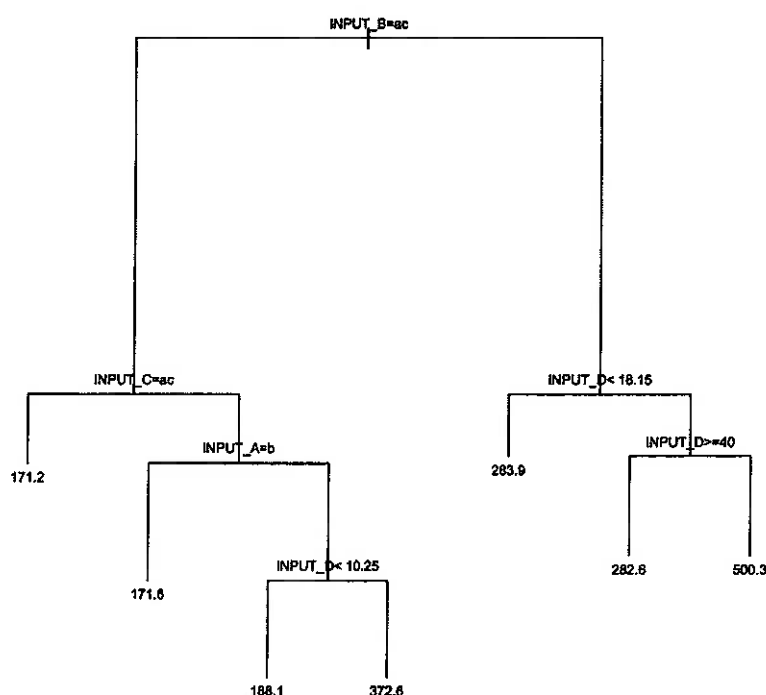 INPUT_B=ac
INPUT_C=ac
INPUT_D< 18.15
INPUT_A=b
INPUT_D>=40
171.2
283.9
INPUT_D< 10.25
171.6
282.6
500.3
188.1
372.6